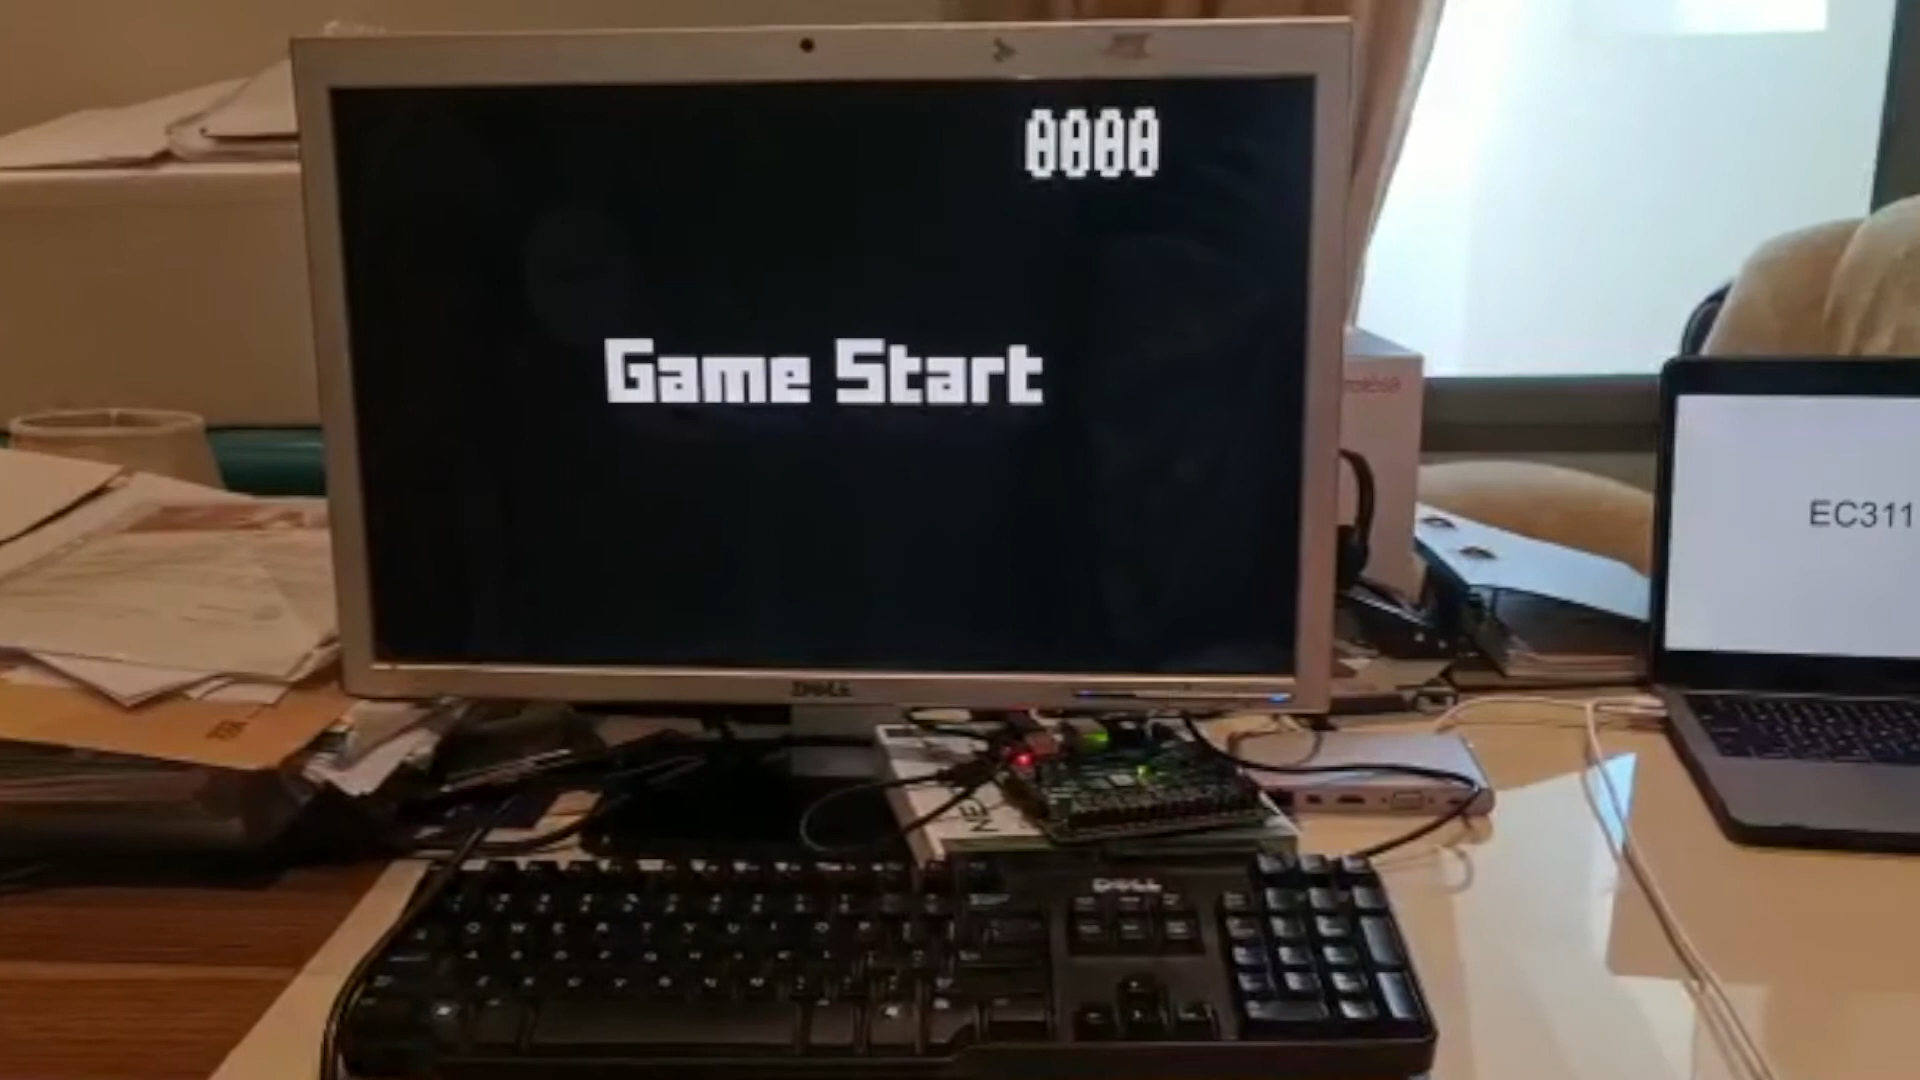 0000
Game Start
DELL
EC311
DELL
Q W E R T Y U I O P